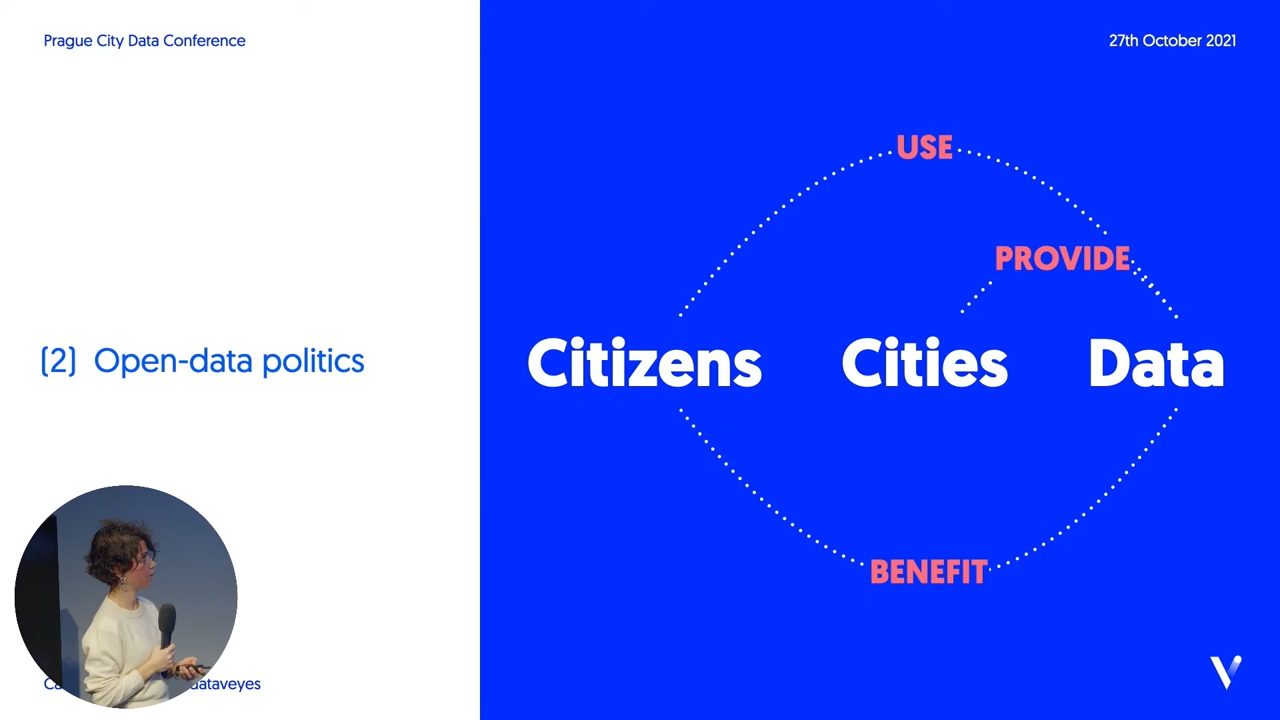 Prague City Data Conference
27th October 2021
USE
PROVIDE
(2) Open-data politics
Citizens Cities Data
BENEFIT
dataveyes